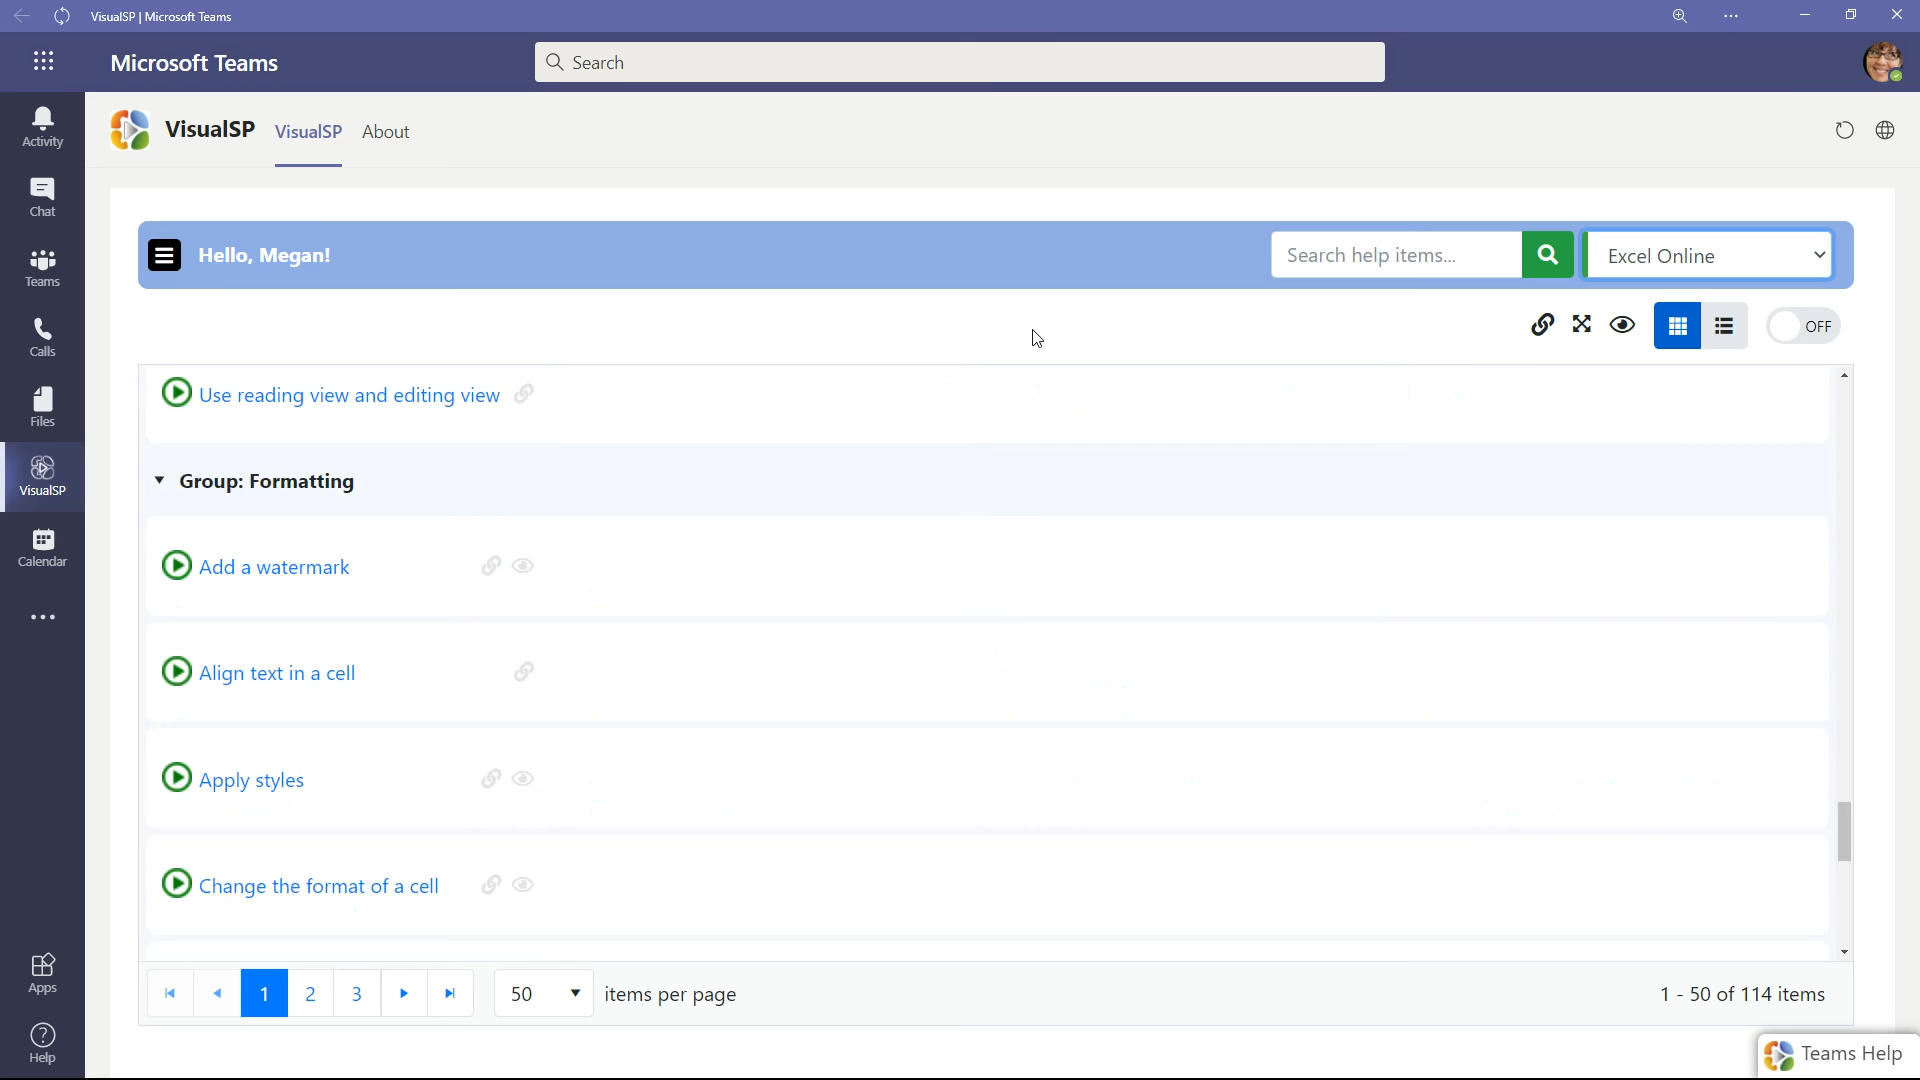 VisualSP | Microsoft Teams
Microsoft Teams
Search
Activity
Chat
Teams
Calls
Files
VisualSP
Calendar
Apps
Help
VisualSP VisualSP About
Hello, Megan!
Search help items...
Excel Online
OFF
Use reading view and editing view
Group: Formatting
Add a watermark
Align text in a cell
Apply styles
Change the format of a cell
1 2 3 50 items per page
1 - 50 of 114 items
Teams Help